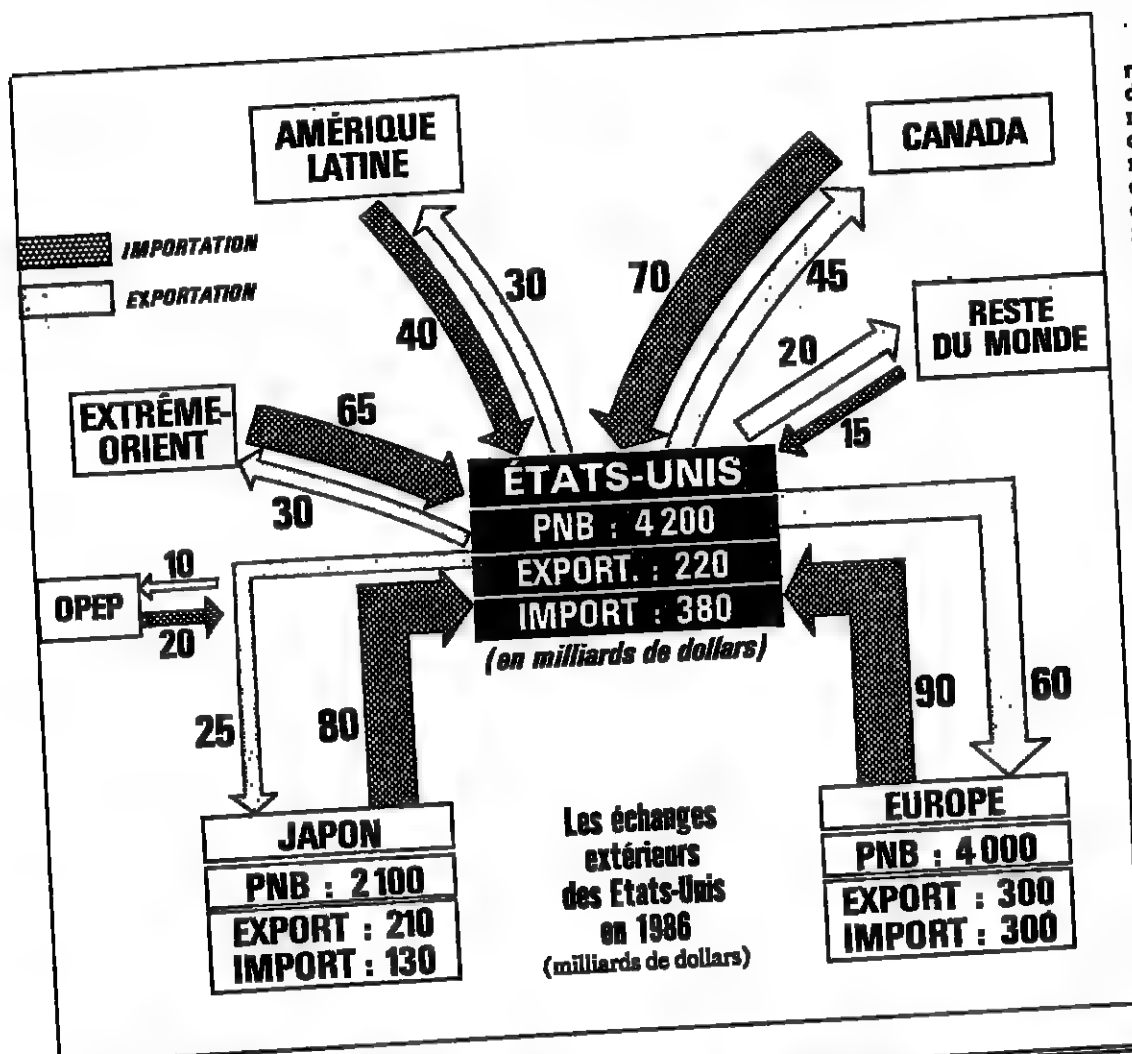 AMÉRIQUE
LATINE
CANADA
IMPORTATION
EXPORTATION
30
40
70
45
RESTE
DU MONDE
20
15
EXTRÊME-
ORIENT
65
30
ÉTATS-UNIS
PNB : 4 200
EXPORT. : 220
IMPORT : 380
(en milliards de dollars)
OPEP
10
20
25
80
90
60
JAPON
PNB : 2 100
EXPORT : 210
IMPORT : 130
Les échanges
extérieurs
des Etats-Unis
en 1986
(milliards de dollars)
EUROPE
PNB : 4 000
EXPORT : 300
IMPORT : 300